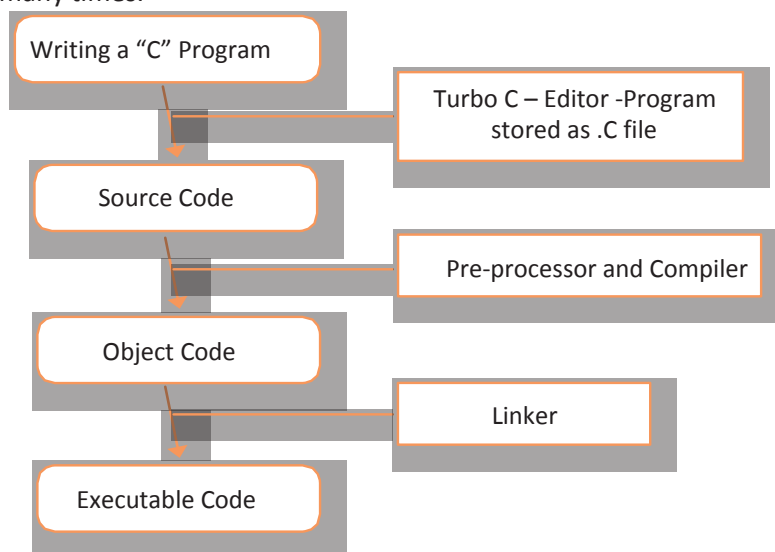 many times.
Writing a “C” Program
Turbo C – Editor -Program
stored as .C file
Source Code
Pre-processor and Compiler
Object Code
Linker
Executable Code